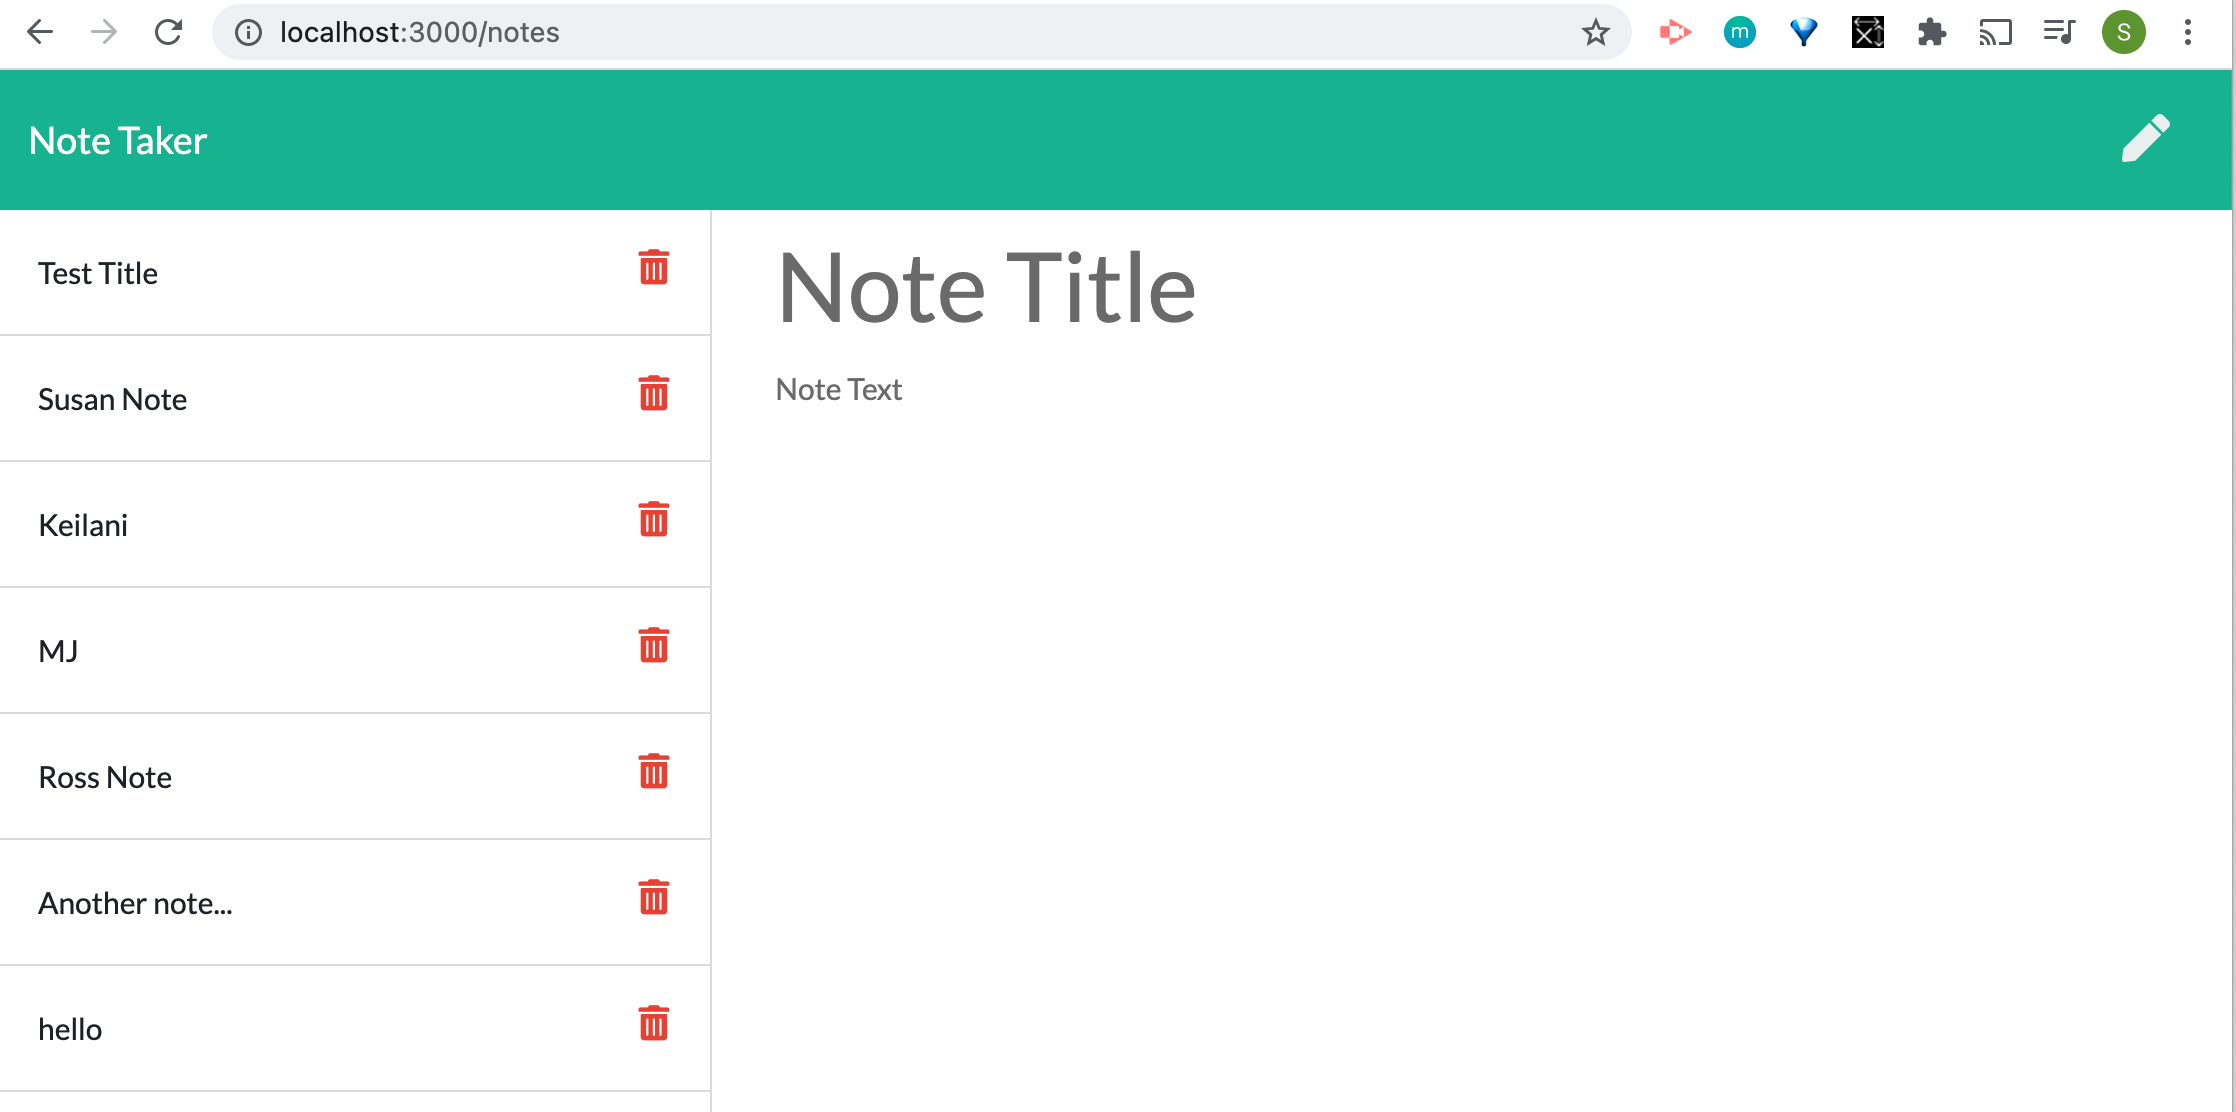 localhost:3000/notes
m
S
Note Taker
Test Title
Susan Note
Keilani
MJ
Ross Note
Another note...
hello
Note Title
Note Text